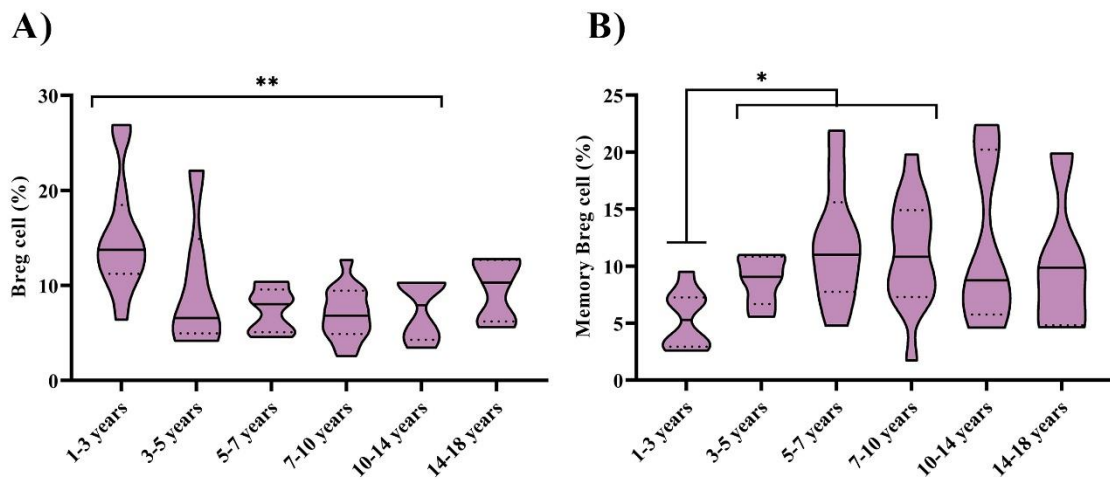 A)
**
Breg cell (%)
30
20
10
0
1-3 years
3-5 years
5-7 years
7-10 years
10-14 years
14-18 years
B)
*
Memory Breg cell (%)
25
20
15
10
5
0
1-3 years
3-5 years
5-7 years
7-10 years
10-14 years
14-18 years